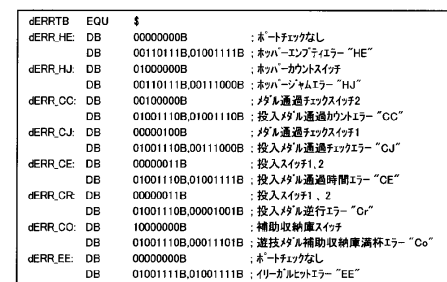 dERRTB EQU $
dERR_HE: DB 00000000B ;ﾎﾟｰﾄﾁｪｯｸなし
DB 00110111B,01001111B ;ﾎｯﾊﾟｰｴﾝﾌﾟﾃｨｴﾗｰ "HE"
dERR_HJ: DB 01000000B ;ﾎｯﾊﾟｰｶｳﾝﾄｽｲｯﾁ
DB 00110111B,00111000B ;ﾎｯﾊﾟｰｼﾞｬﾑｴﾗｰ "HJ"
dERR_CC: DB 00100000B ;ﾒﾀﾞﾙ通過ﾁｪｯｸｽｲｯﾁ2
DB 01001110B,01001110B ;投入ﾒﾀﾞﾙ通過ｶｳﾝﾄｴﾗｰ "CC"
dERR_CJ: DB 00000100B ;ﾒﾀﾞﾙ通過ﾁｪｯｸｽｲｯﾁ1
DB 01001110B,00111000B ;投入ﾒﾀﾞﾙ通過ﾁｪｯｸｴﾗｰ "CJ"
dERR_CE: DB 00000011B ;投入ｽｲｯﾁ1,2
DB 01001110B,01001111B ;投入ﾒﾀﾞﾙ通過時間ｴﾗｰ "CE"
dERR_CR: DB 00000011B ;投入ｽｲｯﾁ1、2
DB 01001110B,00001001B ;投入ﾒﾀﾞﾙ逆行ｴﾗｰ "Cr"
dERR_CO: DB 10000000B ;補助収納庫ｽｲｯﾁ
DB 01001110B,00011101B ;遊技ﾒﾀﾞﾙ補助収納庫満杯ｴﾗｰ "Co"
dERR_EE: DB 00000000B ;ﾎﾟｰﾄﾁｪｯｸなし
DB 01001111B,01001111B ;ｲﾘｰｶﾞﾙﾋｯﾄｴﾗｰ "EE"